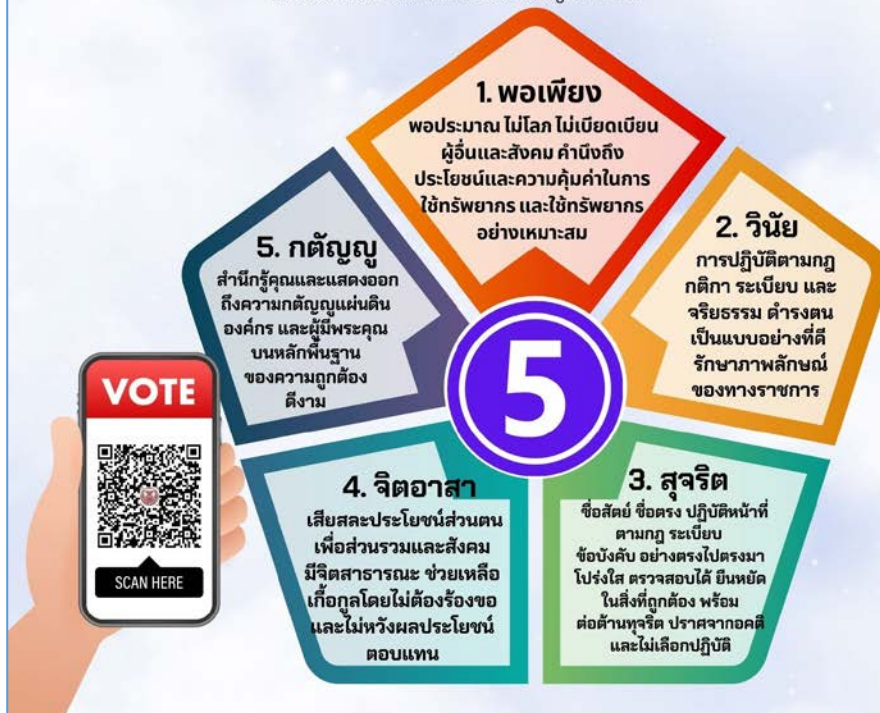 1. พอเพียง
พอประมาณ ไม่โลภ ไม่เบียดเบียน
ผู้อื่นและสังคม คำนึงถึง
ประโยชน์และความคุ้มค่าในการ
ใช้ทรัพยากร และใช้ทรัพยากร
อย่างเหมาะสม
2. วินัย
การปฏิบัติตามกฎ
กติกา ระเบียบ และ
จริยธรรม ดำรงตน
เป็นแบบอย่างที่ดี
รักษาภาพลักษณ์
ของทางราชการ
5. กตัญญู
สำนึกรู้คุณและแสดงออก
ถึงความกตัญญูแผ่นดิน
องค์กร และผู้มีพระคุณ
บนหลักพื้นฐาน
ของความถูกต้อง
ดีงาม
5
VOTE
SCAN HERE
4. จิตอาสา
เสียสละประโยชน์ส่วนตน
เพื่อส่วนรวมและสังคม
มีจิตสาธารณะ ช่วยเหลือ
เกื้อกูลโดยไม่ต้องร้องขอ
และไม่หวังผลประโยชน์
ตอบแทน
3. สุจริต
ซื่อสัตย์ ซื่อตรง ปฏิบัติหน้าที่
ตามกฎ ระเบียบ
ข้อบังคับ อย่างตรงไปตรงมา
โปร่งใส ตรวจสอบได้ ยืนหยัด
ในสิ่งที่ถูกต้อง พร้อม
ต่อต้านทุจริต ปราศจากอคติ
และไม่เลือกปฏิบัติ